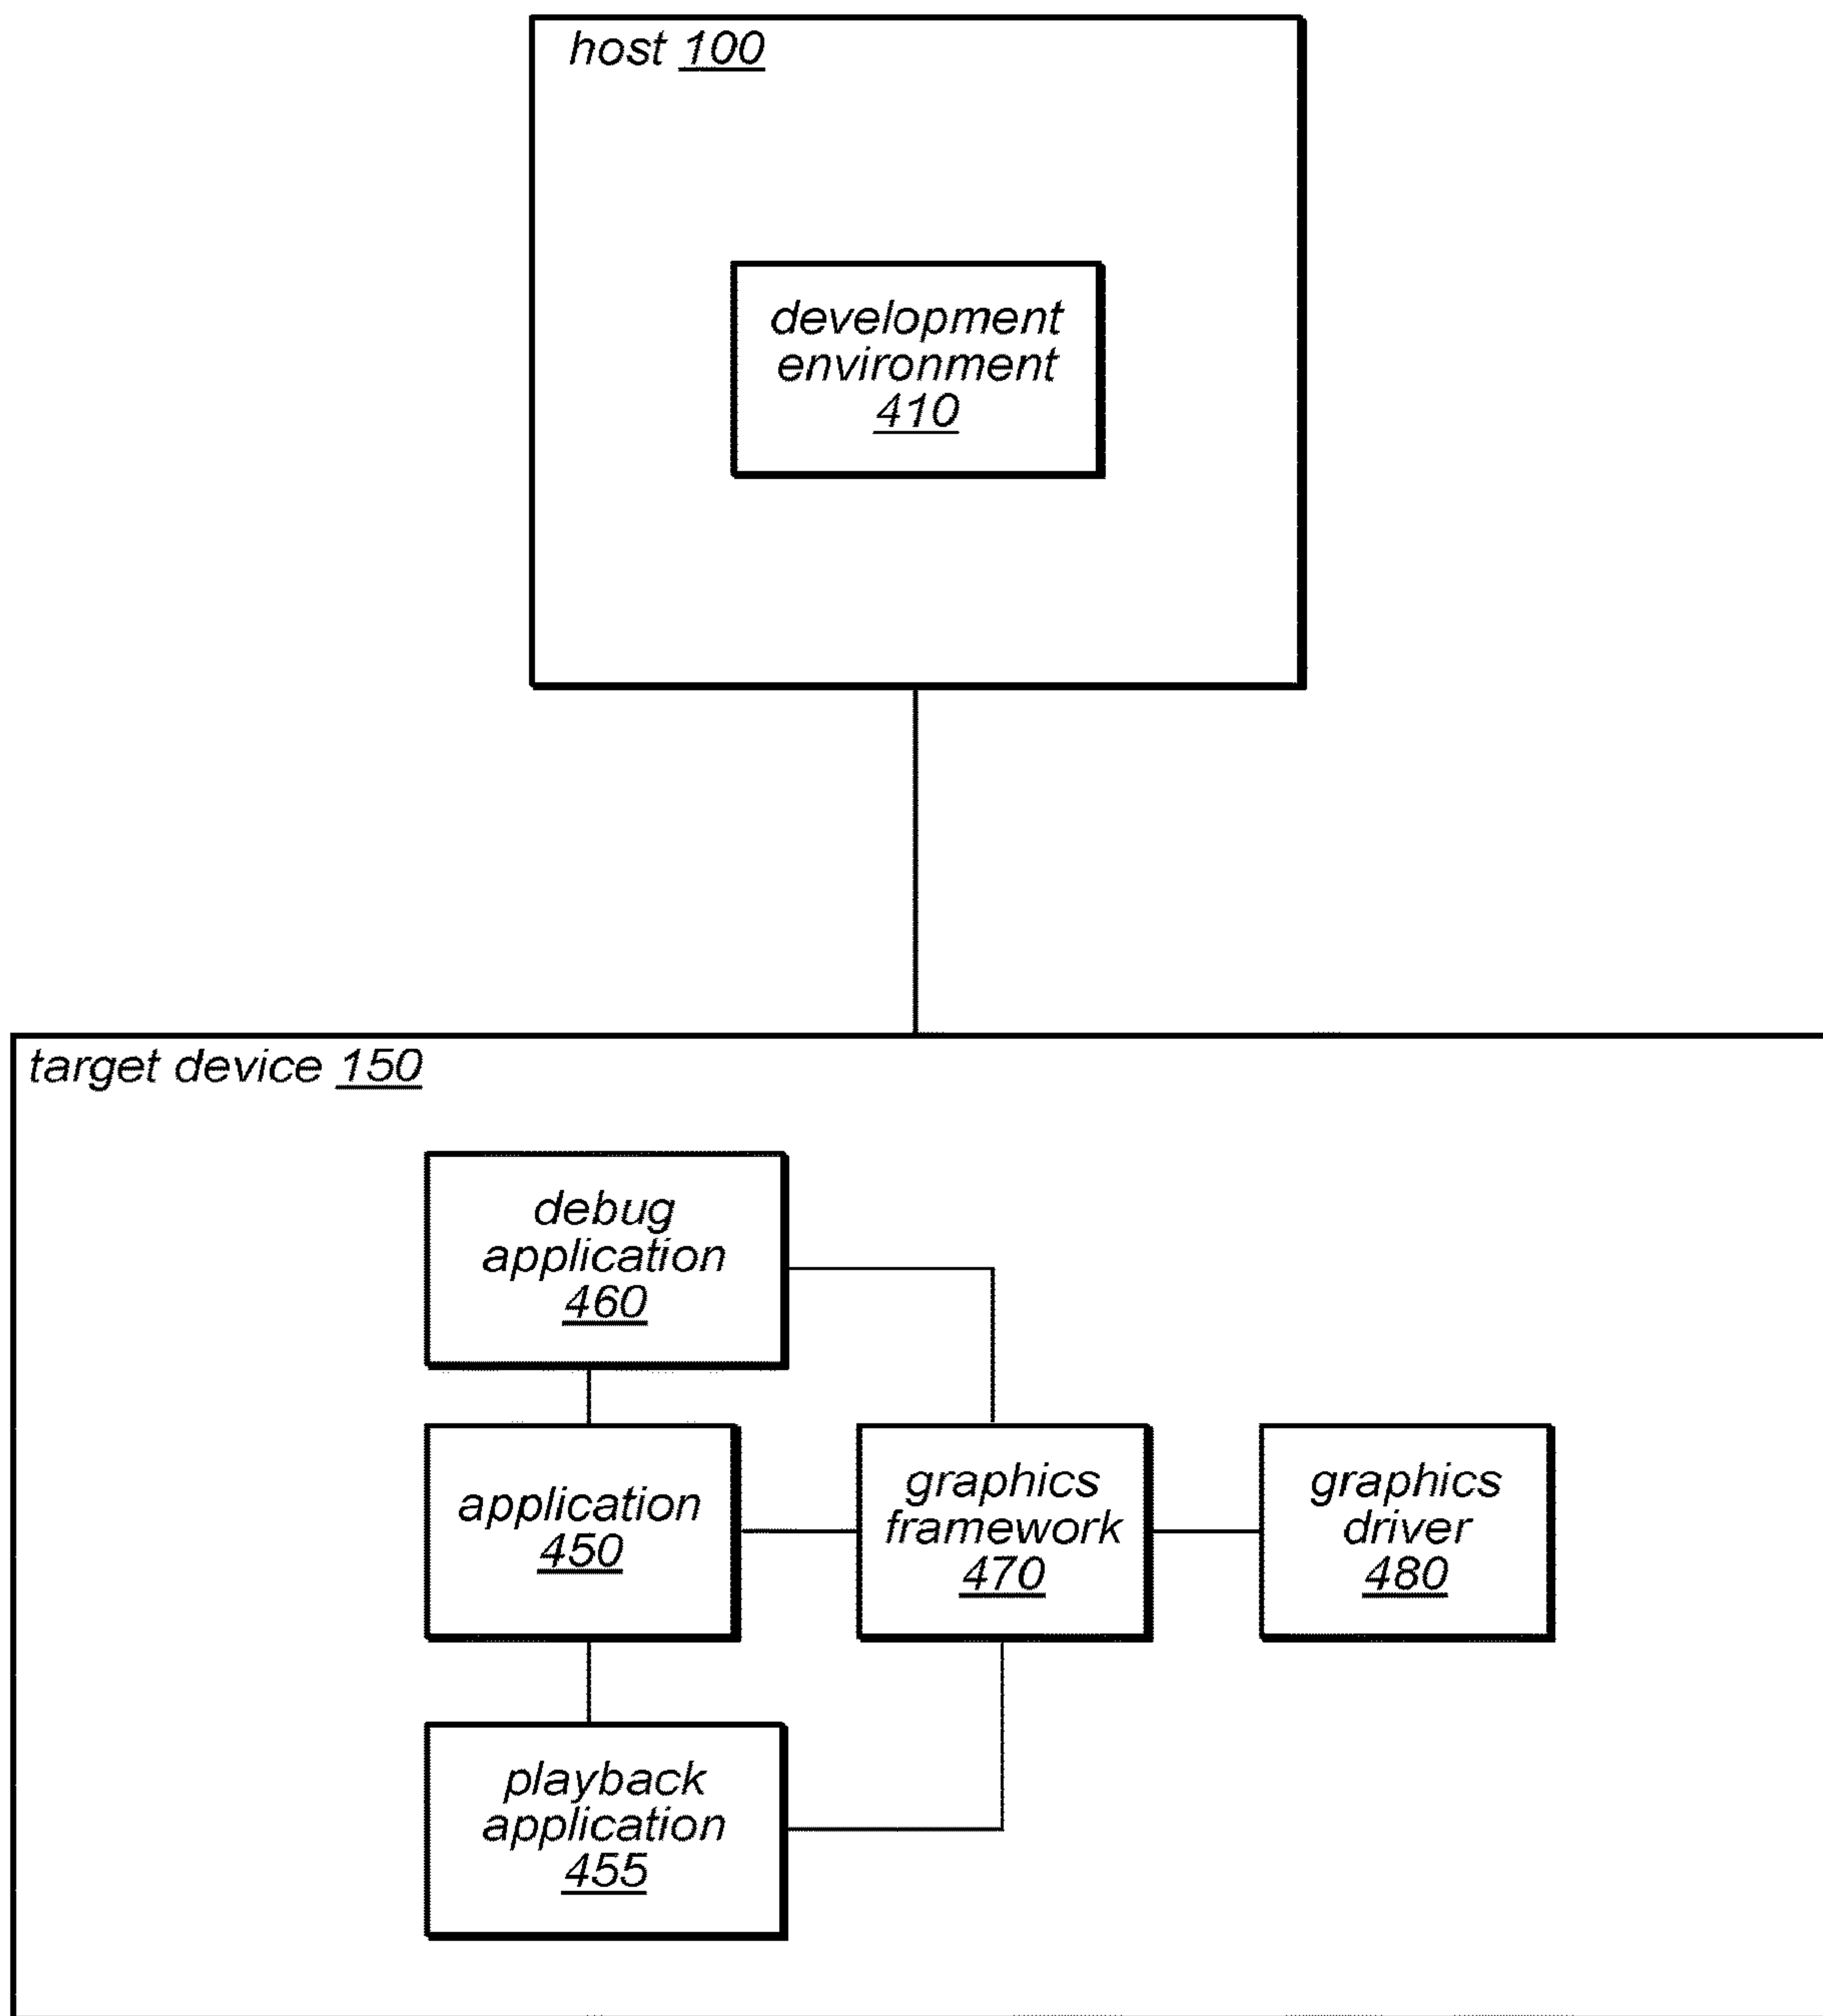 host 100
development
environment
410
target device 150
debug
application
460
application
450
graphics
framework
470
graphics
driver
480
playback
application
455